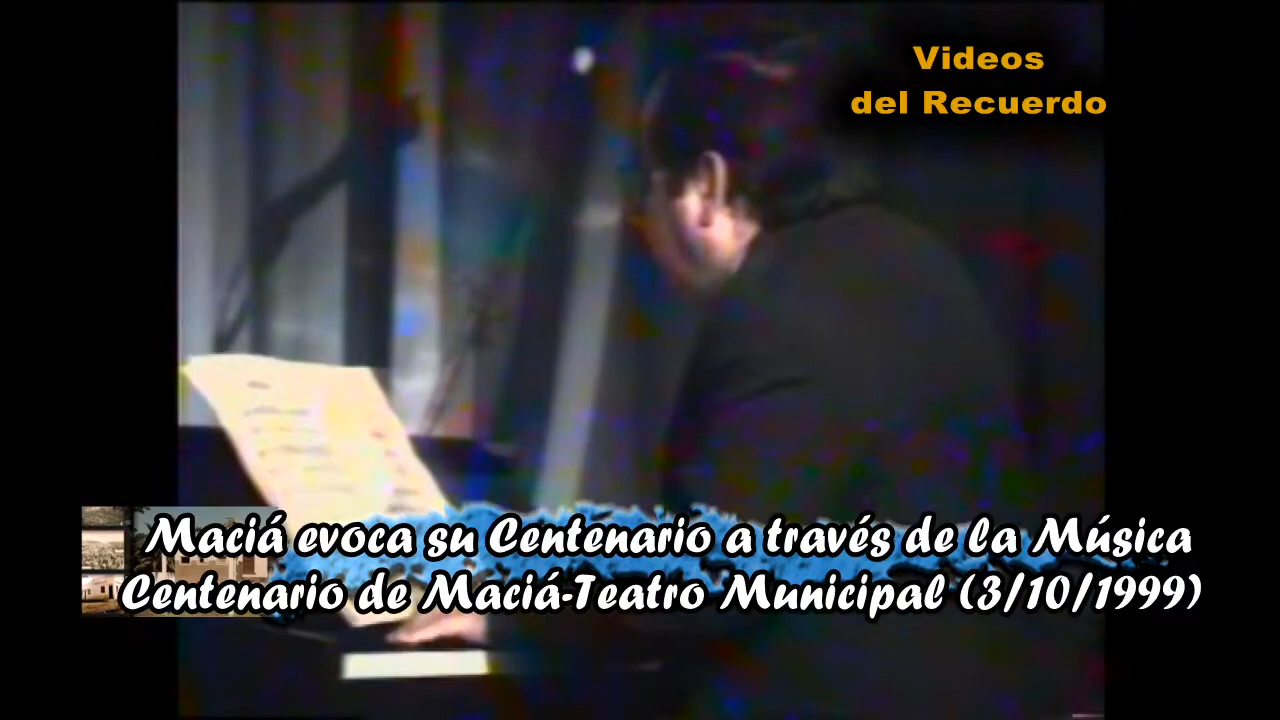 Videos
del Recuerdo
Maciá evoca su Centenario a través de la Música
Centenario de Maciá-Teatro Municipal (3/10/1999)